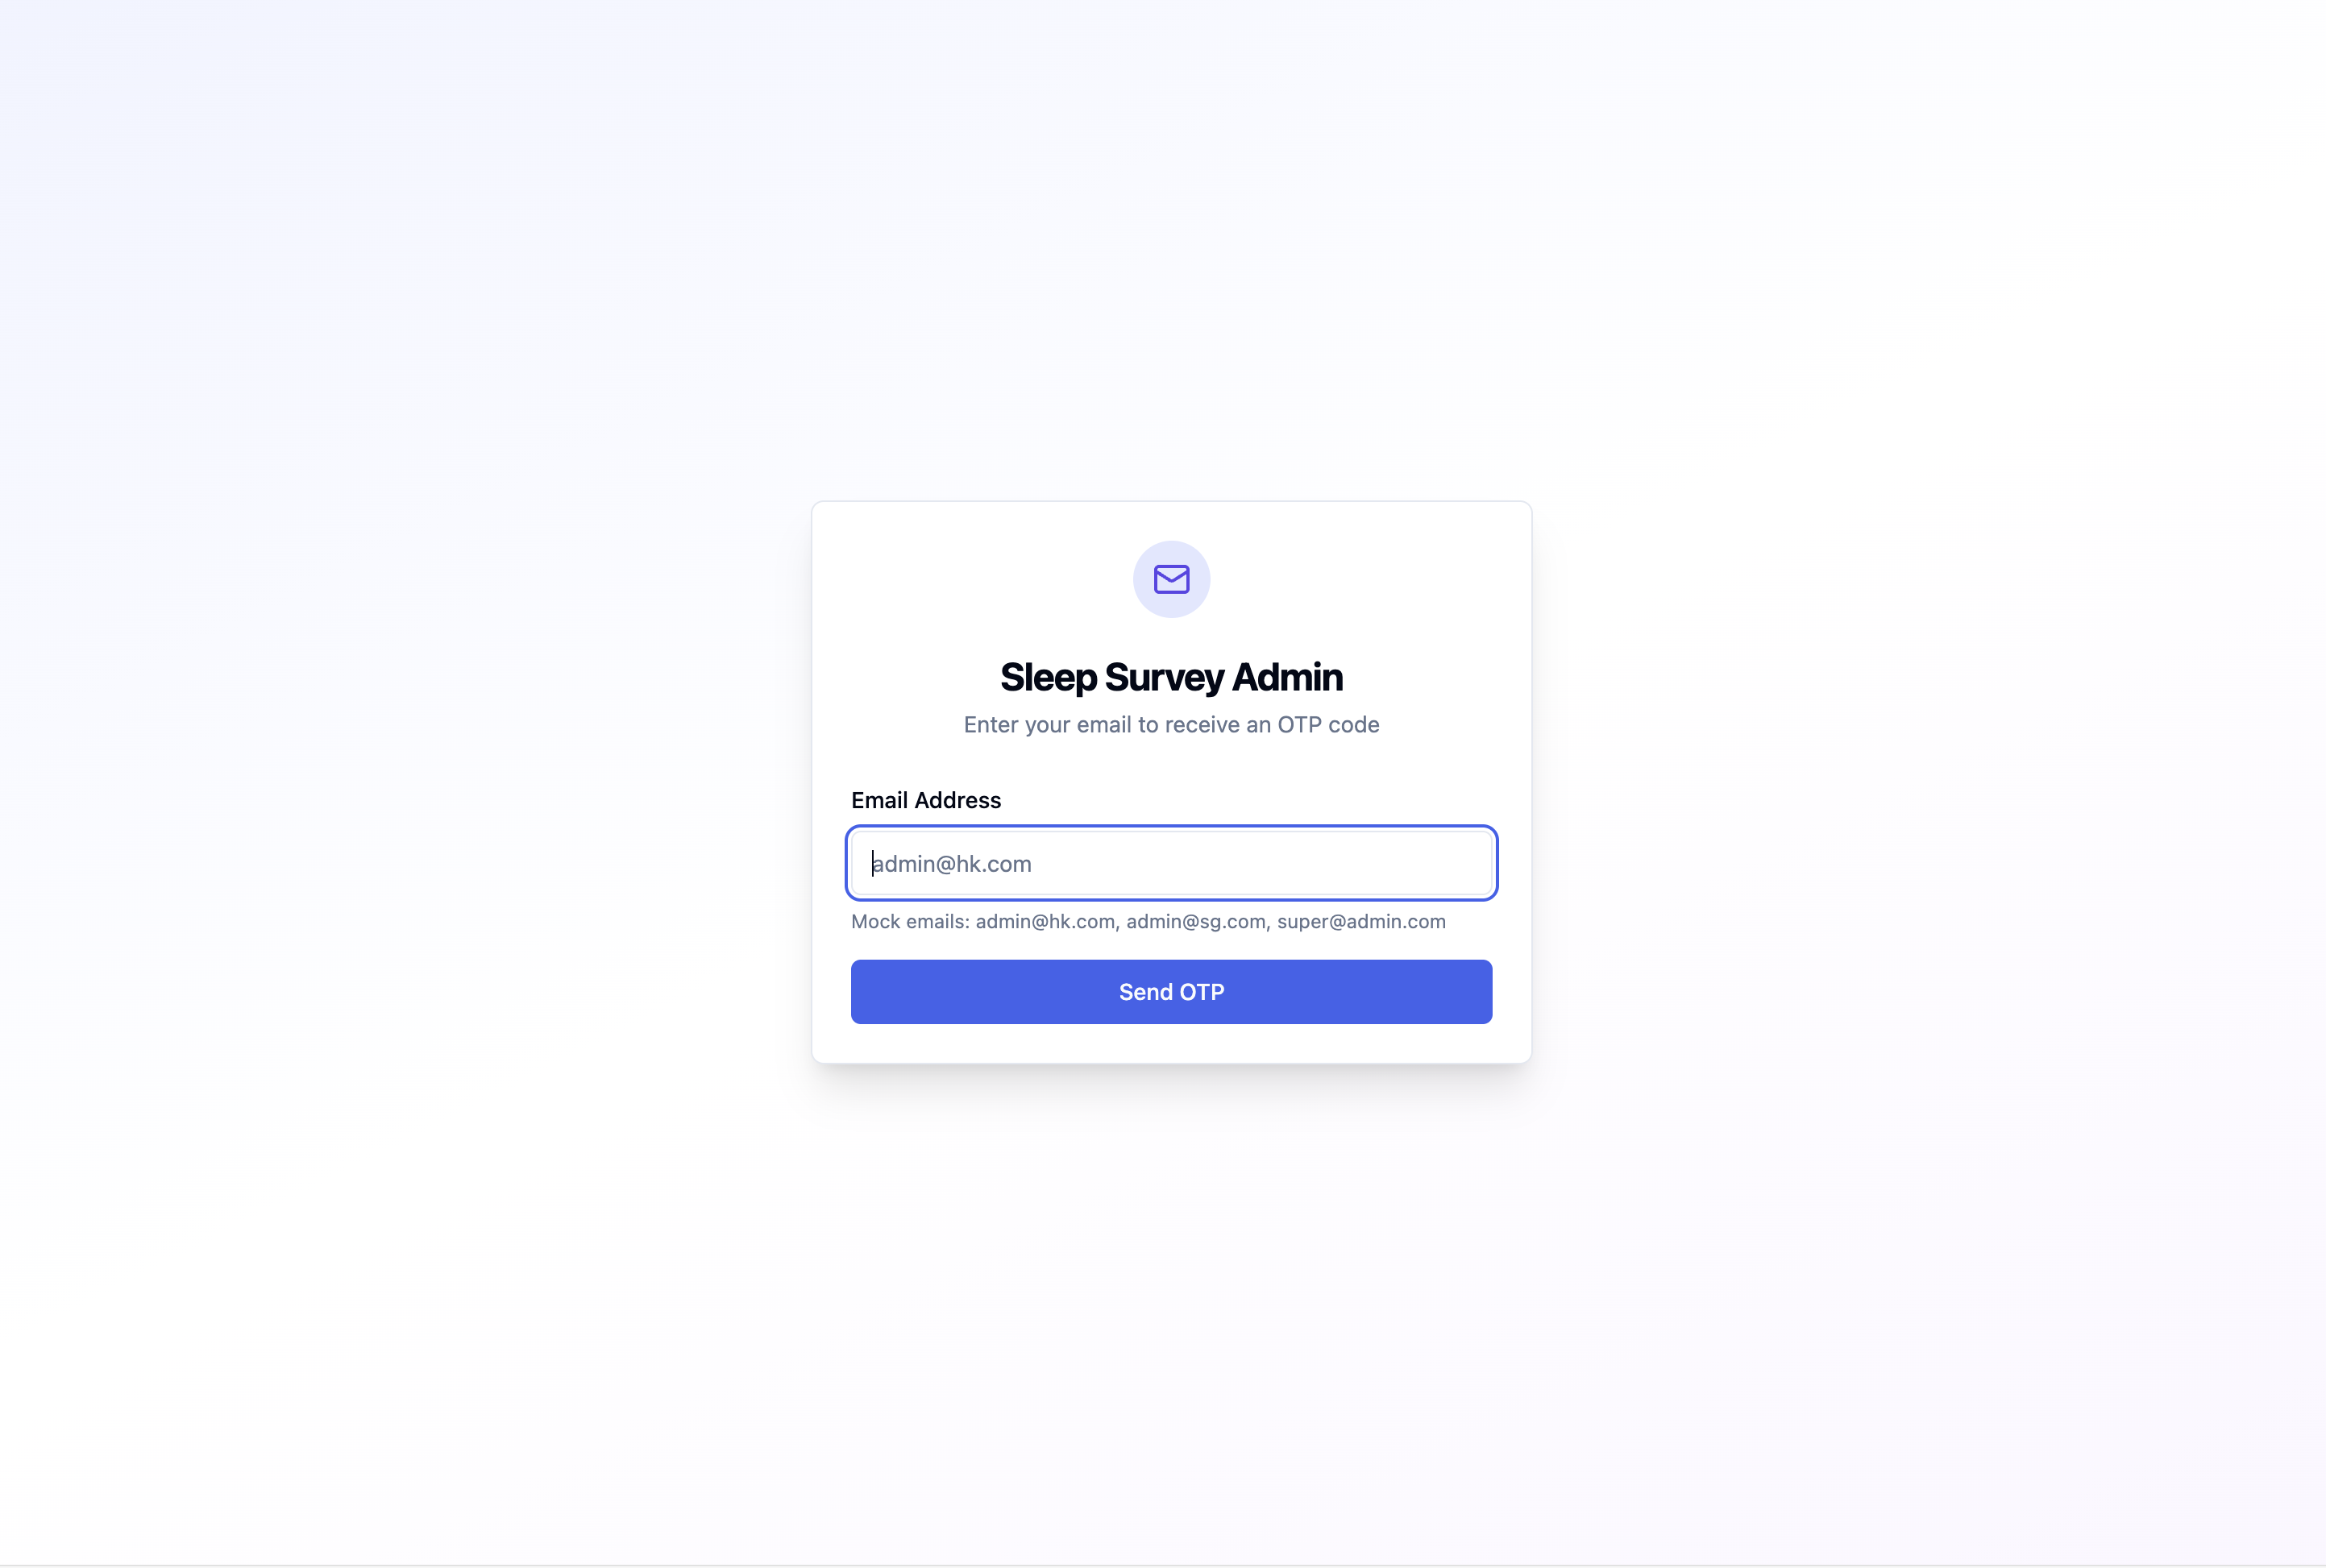 Sleep Survey Admin
Enter your email to receive an OTP code
Email Address
admin@hk.com
Mock emails: admin@hk.com, admin@sg.com, super@admin.com
Send OTP